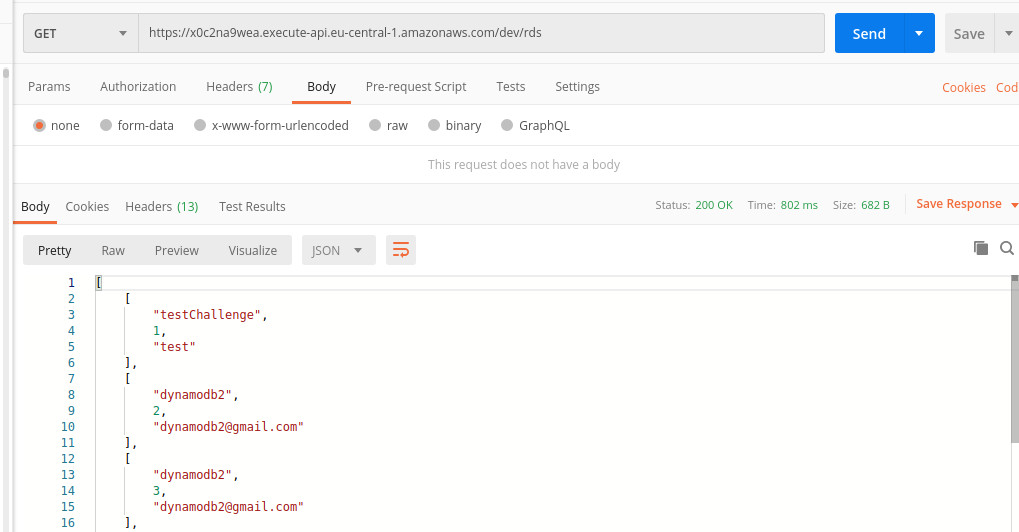 GET https://x0c2na9wea.execute-api.eu-central-1.amazonaws.com/dev/rds Send Save
Params Authorization Headers (7) Body Pre-request Script Tests Settings Cookies Cod
none form-data x-www-form-urlencoded raw binary GraphQL
This request does not have a body
Body Cookies Headers (13) Test Results Status: 200 OK Time: 802 ms Size: 682 B Save Response
Pretty Raw Preview Visualize JSON
1 [
2 [
3 "testChallenge",
4 1,
5 "test"
6 ],
7 [
8 "dynamodb2",
9 2,
10 "dynamodb2@gmail.com"
11 ],
12 [
13 "dynamodb2",
14 3,
15 "dynamodb2@gmail.com"
16 ],